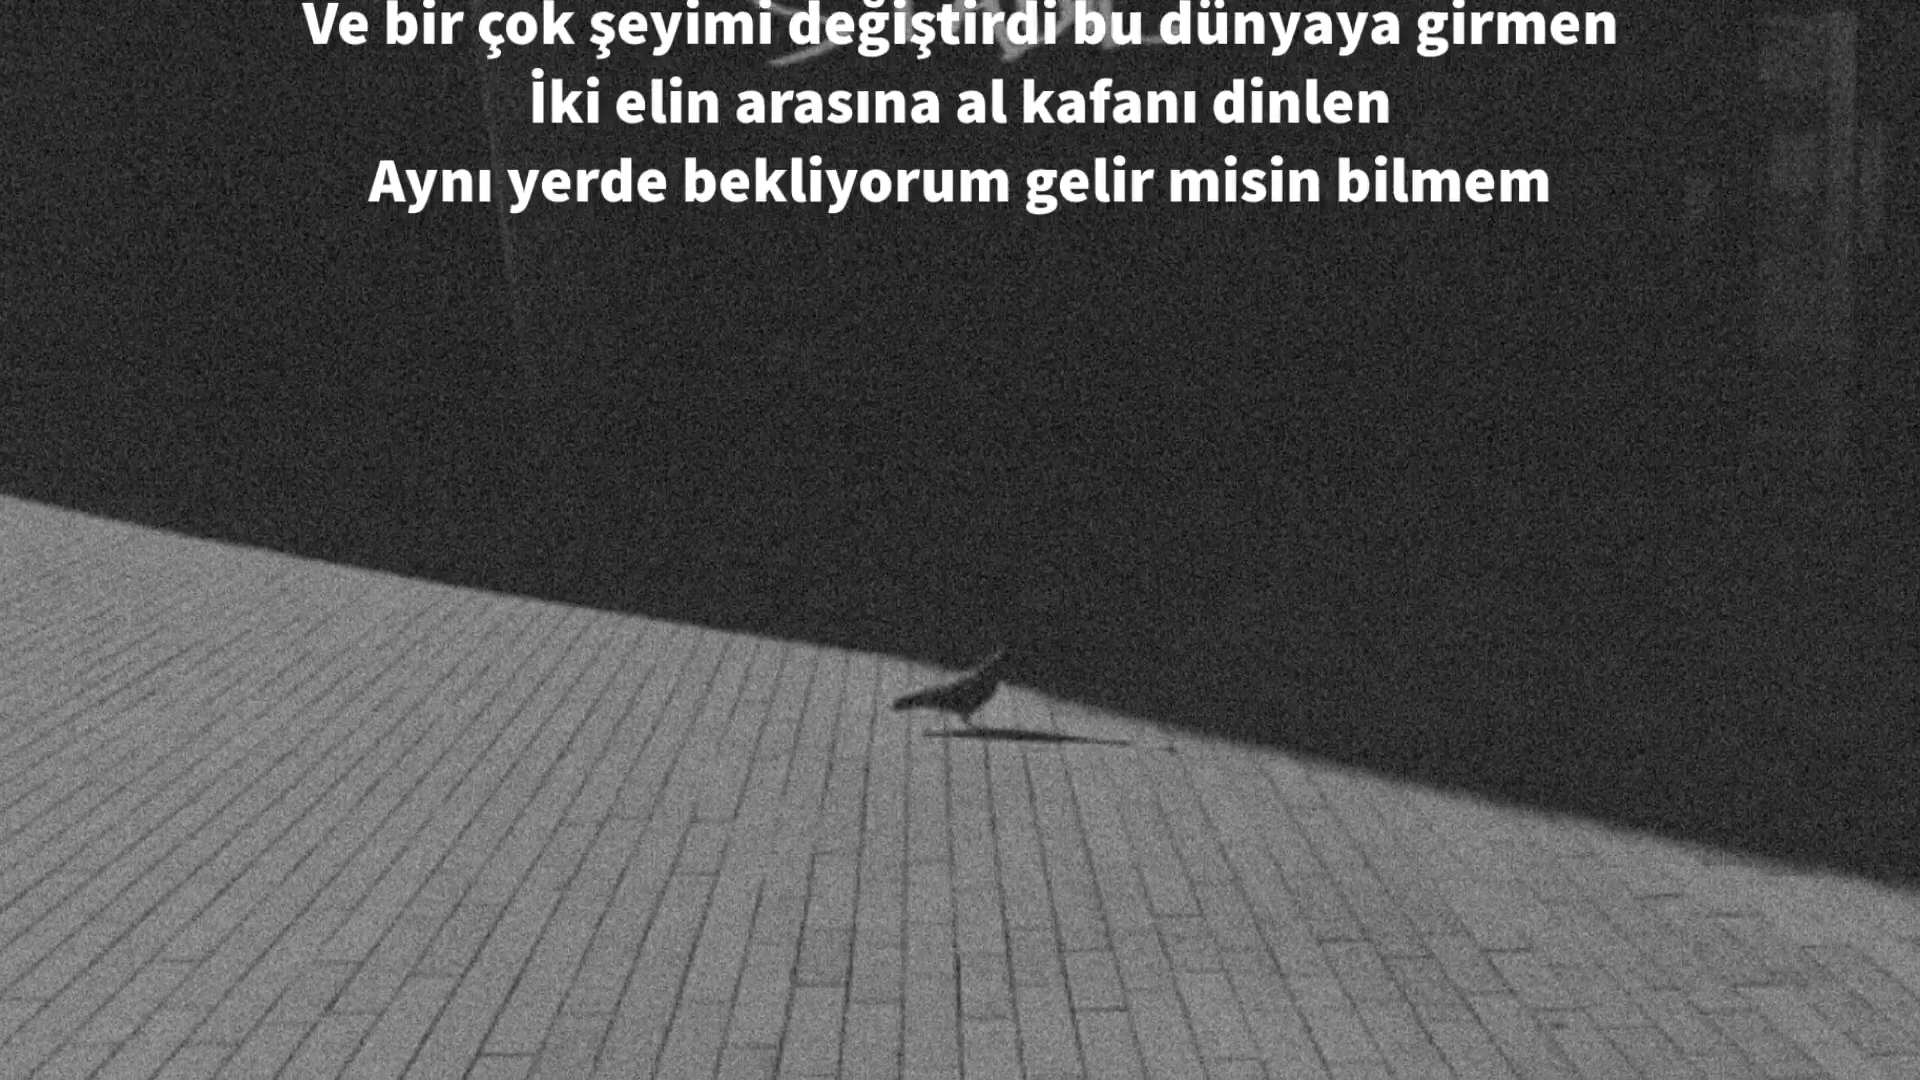 Ve bir çok şeyimi değiştirdi bu dünyaya girmen
İki elin arasına al kafanı dinlen
Aynı yerde bekliyorum gelir misin bilmem